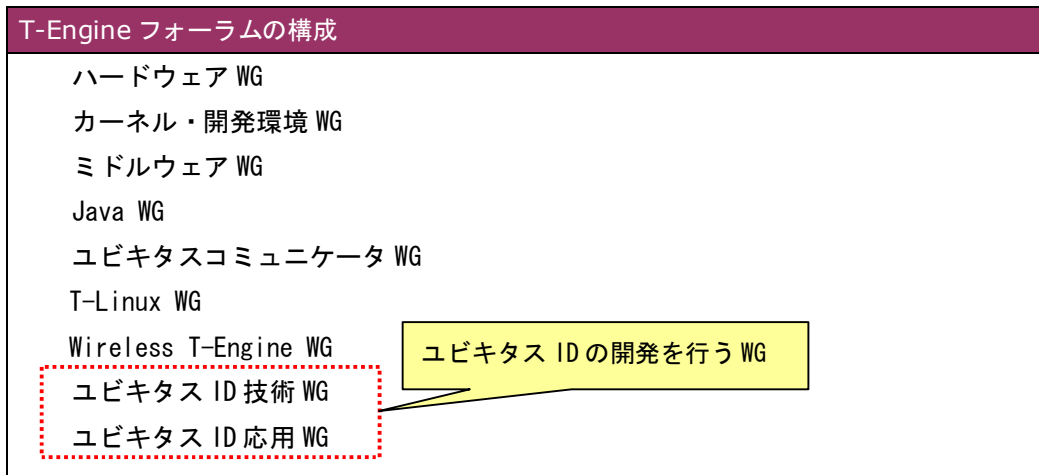 T-Engine フォーラムの構成
ハードウェア WG
カーネル・開発環境 WG
ミドルウェア WG
Java WG
ユビキタスコミュニケータ WG
T-Linux WG
Wireless T-Engine WG
ユビキタス ID の開発を行う WG
ユビキタス ID 技術 WG
ユビキタス ID 応用 WG